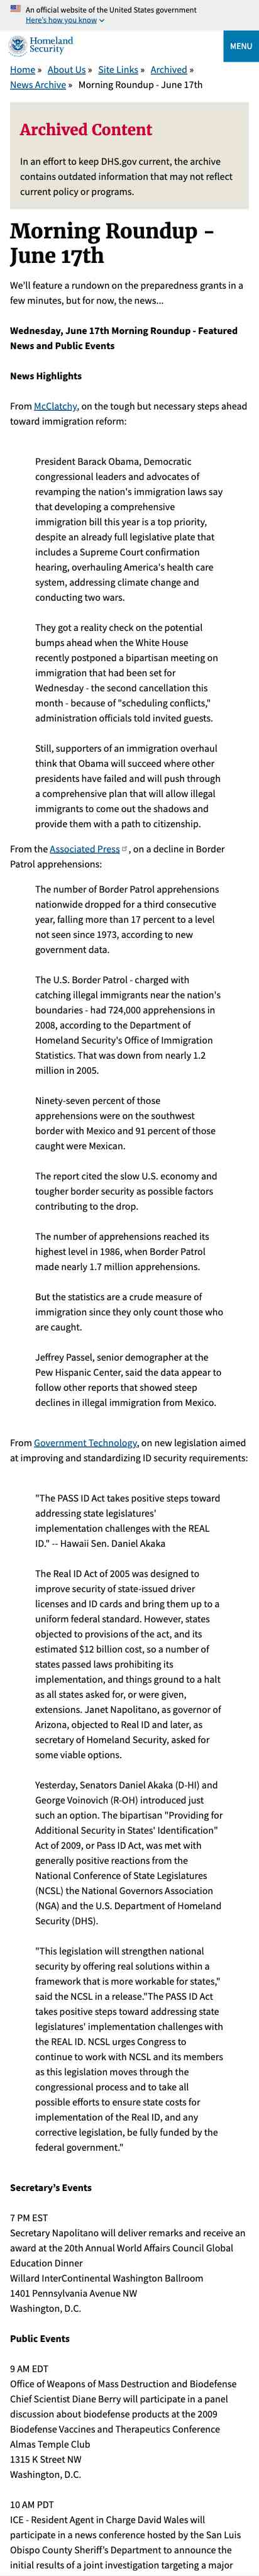 An official website of the United States government
Here's how you know
Homeland
Security
MENU
Home » About Us » Site Links » Archived »
News Archive » Morning Roundup - June 17th
Archived Content
In an effort to keep DHS.gov current, the archive
contains outdated information that may not reflect
current policy or programs.
Morning Roundup -
June 17th
We'll feature a rundown on the preparedness grants in a
few minutes, but for now, the news...
Wednesday, June 17th Morning Roundup - Featured
News and Public Events
News Highlights
From McClatchy, on the tough but necessary steps ahead
toward immigration reform:
President Barack Obama, Democratic
congressional leaders and advocates of
revamping the nation's immigration laws say
that developing a comprehensive
immigration bill this year is a top priority,
despite an already full legislative plate that
includes a Supreme Court confirmation
hearing, overhauling America's health care
system, addressing climate change and
conducting two wars.
They got a reality check on the potential
bumps ahead when the White House
recently postponed a bipartisan meeting on
immigration that had been set for
Wednesday - the second cancellation this
month - because of "scheduling conflicts,"
administration officials told invited guests.
Still, supporters of an immigration overhaul
think that Obama will succeed where other
presidents have failed and will push through
a comprehensive plan that will allow illegal
immigrants to come out the shadows and
provide them with a path to citizenship.
From the Associated Press , on a decline in Border
Patrol apprehensions:
The number of Border Patrol apprehensions
nationwide dropped for a third consecutive
year, falling more than 17 percent to a level
not seen since 1973, according to new
government data.
The U.S. Border Patrol - charged with
catching illegal immigrants near the nation's
boundaries - had 724,000 apprehensions in
2008, according to the Department of
Homeland Security's Office of Immigration
Statistics. That was down from nearly 1.2
million in 2005.
Ninety-seven percent of those
apprehensions were on the southwest
border with Mexico and 91 percent of those
caught were Mexican.
The report cited the slow U.S. economy and
tougher border security as possible factors
contributing to the drop.
The number of apprehensions reached its
highest level in 1986, when Border Patrol
made nearly 1.7 million apprehensions.
But the statistics are a crude measure of
immigration since they only count those who
are caught.
Jeffrey Passel, senior demographer at the
Pew Hispanic Center, said the data appear to
follow other reports that showed steep
declines in illegal immigration from Mexico.
From Government Technology, on new legislation aimed
at improving and standardizing ID security requirements:
"The PASS ID Act takes positive steps toward
addressing state legislatures'
implementation challenges with the REAL
ID." -- Hawaii Sen. Daniel Akaka
The Real ID Act of 2005 was designed to
improve security of state-issued driver
licenses and ID cards and bring them up to a
uniform federal standard. However, states
objected to provisions of the act, and its
estimated $12 billion cost, so a number of
states passed laws prohibiting its
implementation, and things ground to a halt
as all states asked for, or were given,
extensions. Janet Napolitano, as governor of
Arizona, objected to Real ID and later, as
secretary of Homeland Security, asked for
some viable options.
Yesterday, Senators Daniel Akaka (D-HI) and
George Voinovich (R-OH) introduced just
such an option. The bipartisan "Providing for
Additional Security in States' Identification"
Act of 2009, or Pass ID Act, was met with
generally positive reactions from the
National Conference of State Legislatures
(NCSL) the National Governors Association
(NGA) and the U.S. Department of Homeland
Security (DHS).
"This legislation will strengthen national
security by offering real solutions within a
framework that is more workable for states,"
said the NCSL in a release."The PASS ID Act
takes positive steps toward addressing state
legislatures' implementation challenges with
the REAL ID. NCSL urges Congress to
continue to work with NCSL and its members
as this legislation moves through the
congressional process and to take all
possible efforts to ensure state costs for
implementation of the Real ID, and any
corrective legislation, be fully funded by the
federal government."
Secretary's Events
7 PM EST
Secretary Napolitano will deliver remarks and receive an
award at the 20th Annual World Affairs Council Global
Education Dinner
Willard InterContinental Washington Ballroom
1401 Pennsylvania Avenue NW
Washington, D.C.
Public Events
9 AM EDT
Office of Weapons of Mass Destruction and Biodefense
Chief Scientist Diane Berry will participate in a panel
discussion about biodefense products at the 2009
Biodefense Vaccines and Therapeutics Conference
Almas Temple Club
1315 K Street NW
Washington, D.C.
10 AM PDT
ICE - Resident Agent in Charge David Wales will
participate in a news conference hosted by the San Luis
Obispo County Sheriff's Department to announce the
initial results of a joint investigation targeting a major